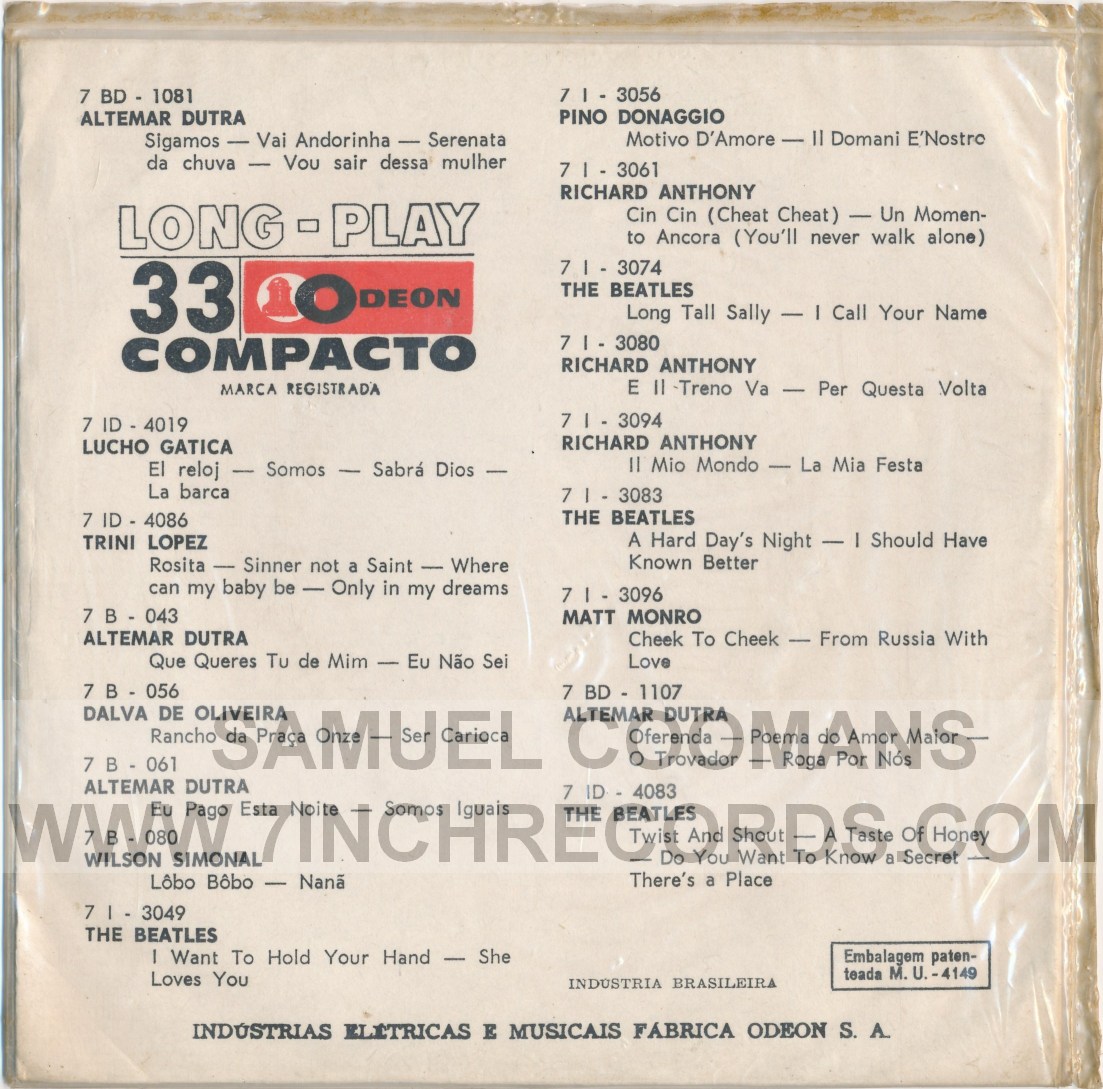 7 BD - 1081
ALTEMAR DUTRA
Sigamos — Vai Andorinha — Serenata
da chuva — Vou sair dessa mulher
LONG-PLAY
33 ODEON
COMPACTO
MARCA REGISTRADA
7 ID - 4019
LUCHO GATICA
El reloj — Somos — Sabrá Dios —
La barca
7 ID - 4086
TRINI LOPEZ
Rosita — Sinner not a Saint — Where
can my baby be — Only in my dreams
7 B - 043
ALTEMAR DUTRA
Que Queres Tu de Mim — Eu Não Sei
7 B - 056
DALVA DE OLIVEIRA
Rancho da Praça Onze — Ser Carioca
7 B - 061
ALTEMAR DUTRA
Eu Pago Esta Noite — Somos Iguais
7 B - 080
WILSON SIMONAL
Lôbo Bôbo — Nanã
7 I - 3049
THE BEATLES
I Want To Hold Your Hand — She
Loves You
7 I - 3056
PINO DONAGGIO
Motivo D'Amore — Il Domani E'Nostro
7 I - 3061
RICHARD ANTHONY
Cin Cin (Cheat Cheat) — Un Momen-
to Ancora (You'll never walk alone)
7 I - 3074
THE BEATLES
Long Tall Sally — I Call Your Name
7 I - 3080
RICHARD ANTHONY
E Il Treno Va — Per Questa Volta
7 I - 3094
RICHARD ANTHONY
Il Mio Mondo — La Mia Festa
7 I - 3083
THE BEATLES
A Hard Day's Night — I Should Have
Known Better
7 I - 3096
MATT MONRO
Cheek To Cheek — From Russia With
Love
7 BD - 1107
ALTEMAR DUTRA
Oferenda — Poema do Amor Maior —
O Trovador — Roga Por Nós
7 ID - 4083
THE BEATLES
Twist And Shout — A Taste Of Honey
— Do You Want To Know a Secret —
There's a Place
SAMUEL COOMANS
WWW.7INCHRECORDS.COM
INDÚSTRIA BRASILEIRA
Embalagem paten-
teada M. U. - 4149
INDÚSTRIAS ELÉTRICAS E MUSICAIS FÁBRICA ODEON S. A.